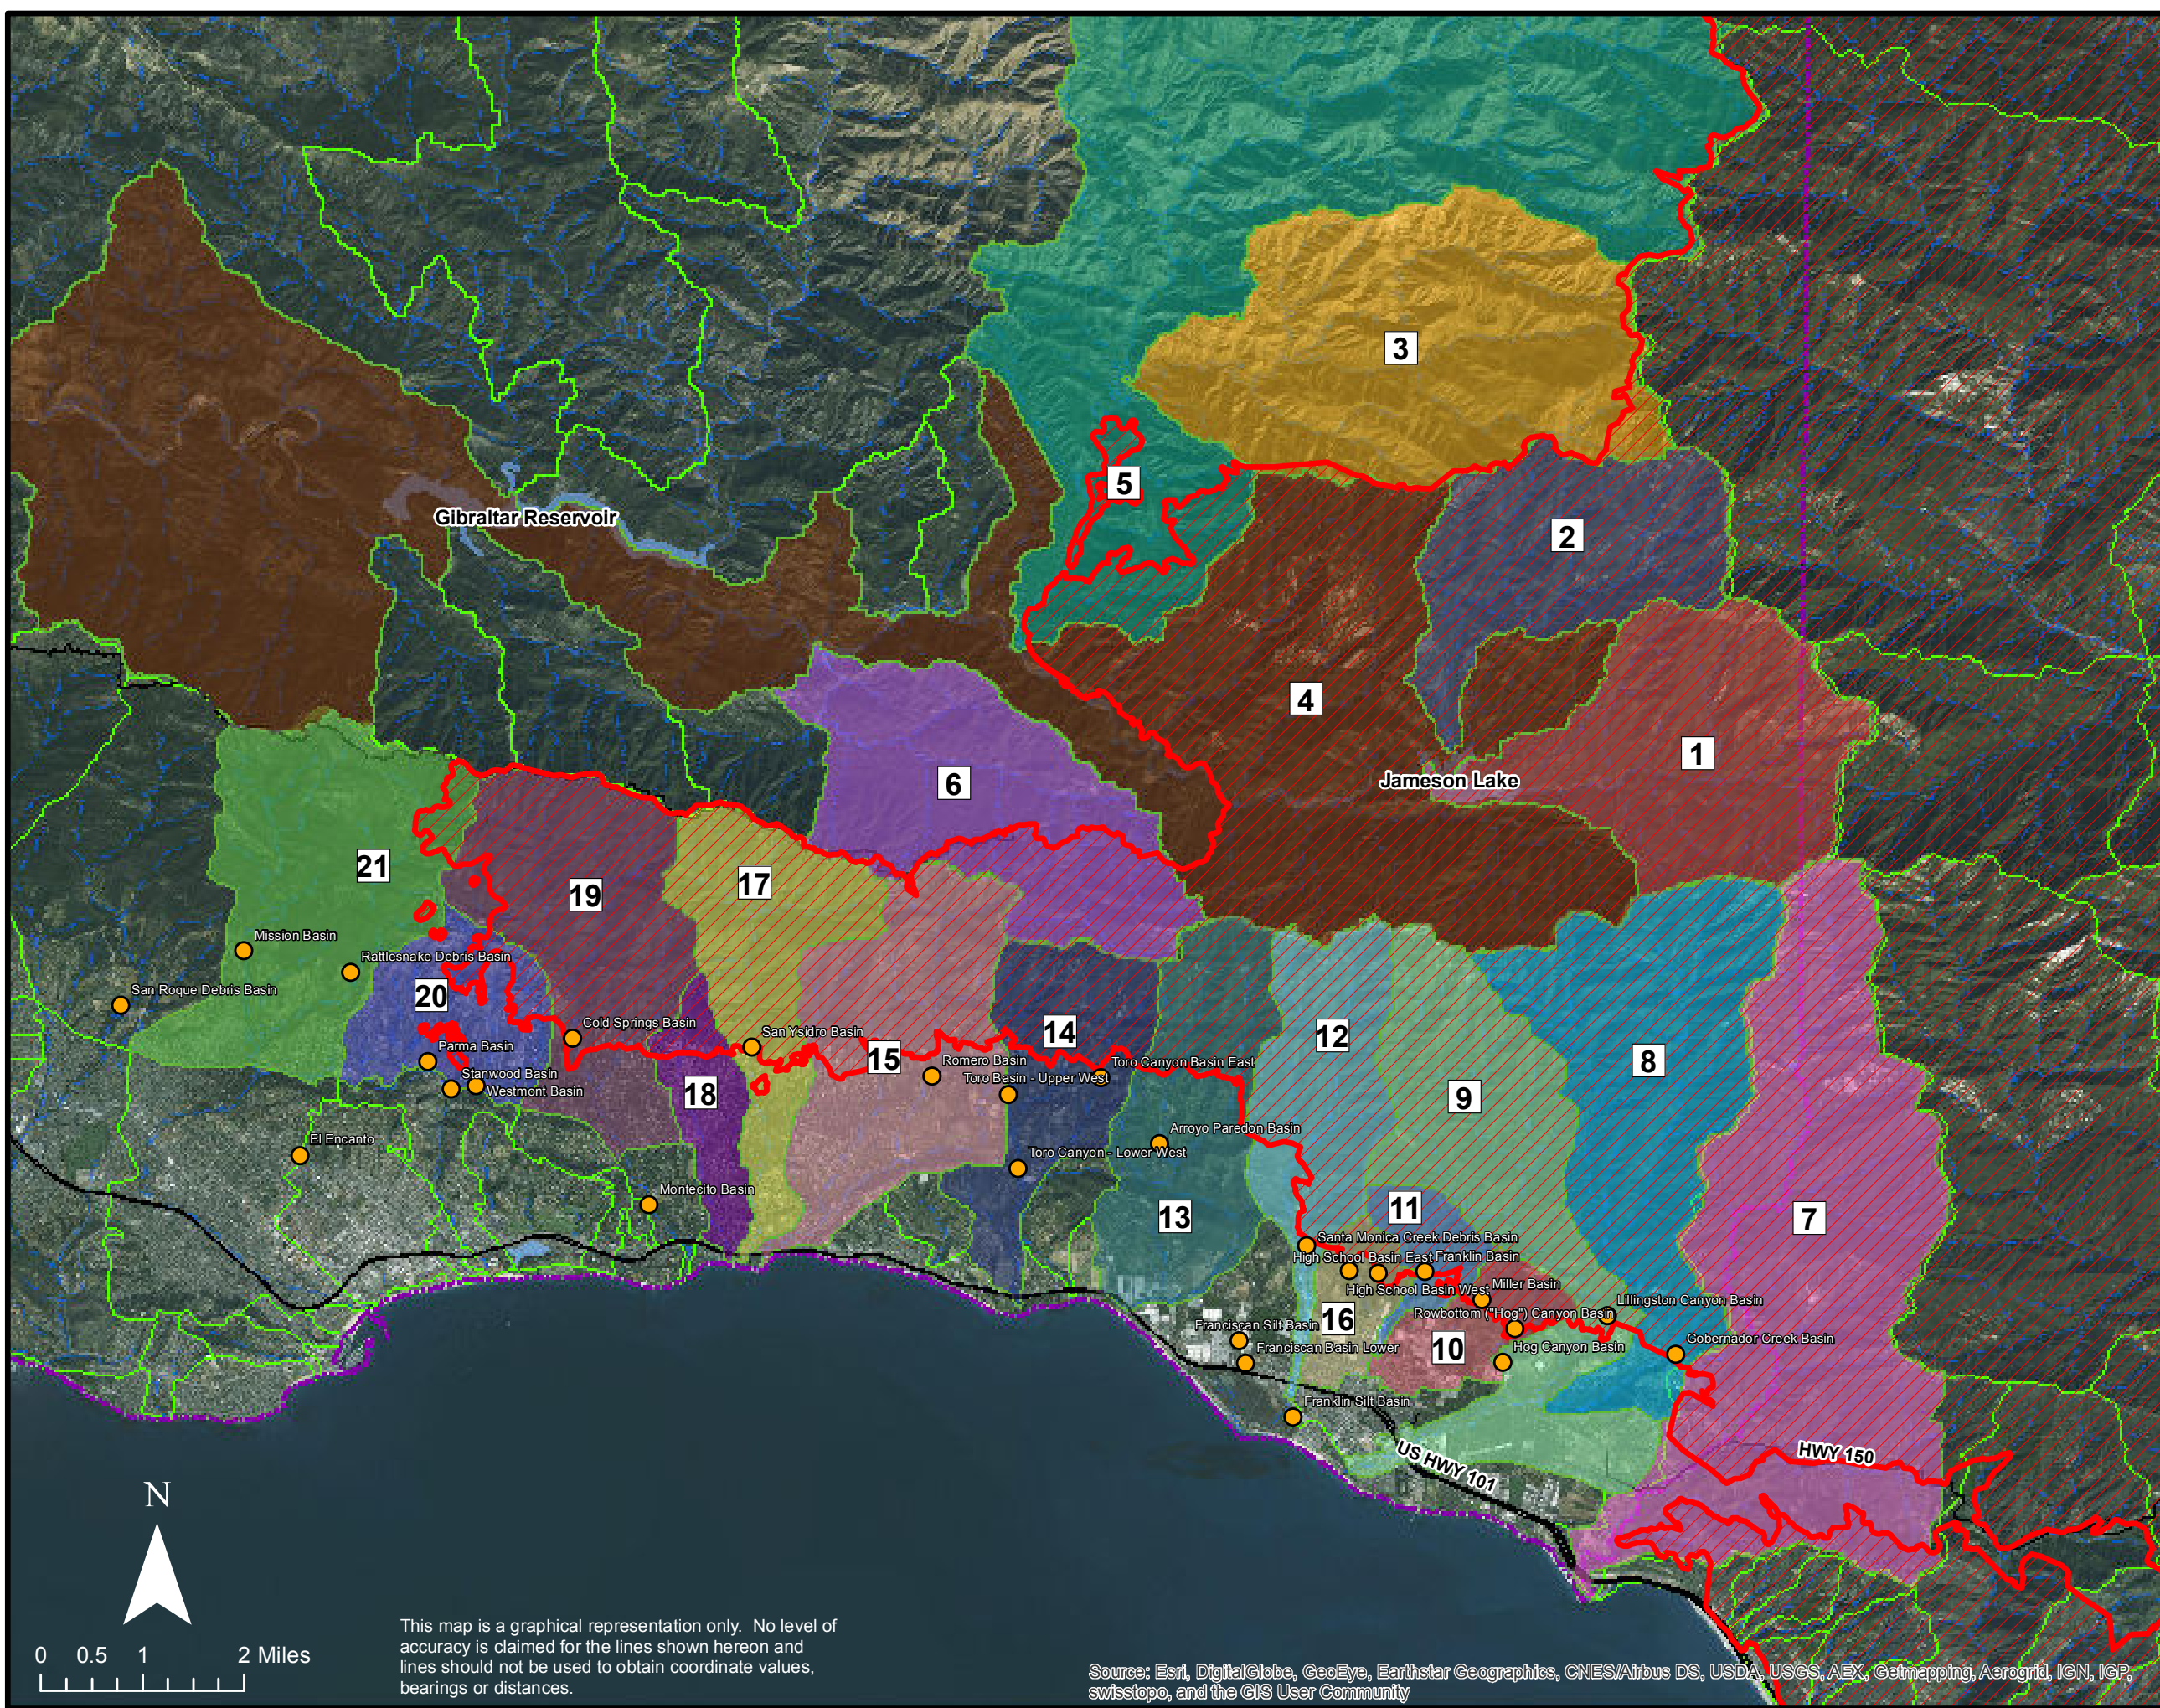 3
5
2
Gibraltar Reservoir
4
1
6
Jameson Lake
21
19
17
Mission Basin
Rattlesnake Debris Basin
San Roque Debris Basin
20
Cold Springs Basin
San Ysidro Basin
14
12
Parma Basin
15
Romero Basin
Toro Canyon Basin East
8
Stanwood Basin
Toro Basin - Upper West
Westmont Basin
18
9
El Encanto
Arroyo Paredon Basin
Toro Canyon - Lower West
Montecito Basin
13
11
7
Santa Monica Creek Debris Basin
High School Basin East
Franklin Basin
High School Basin West
Miller Basin
Lillingston Canyon Basin
Rowbottom ("Hog") Canyon Basin
16
Franciscan Silt Basin
Gobernador Creek Basin
Franciscan Basin Lower
10
Hog Canyon Basin
Franklin Silt Basin
US HWY 101
HWY 150
N
0 0.5 1 2 Miles
This map is a graphical representation only. No level of
accuracy is claimed for the lines shown hereon and
lines should not be used to obtain coordinate values,
bearings or distances.
Source: Esri, DigitalGlobe, GeoEye, Earthstar Geographics, CNES/Airbus DS, USDA, USGS, AEX, Getmapping, Aerogrid, IGN, IGP,
swisstopo, and the GIS User Community